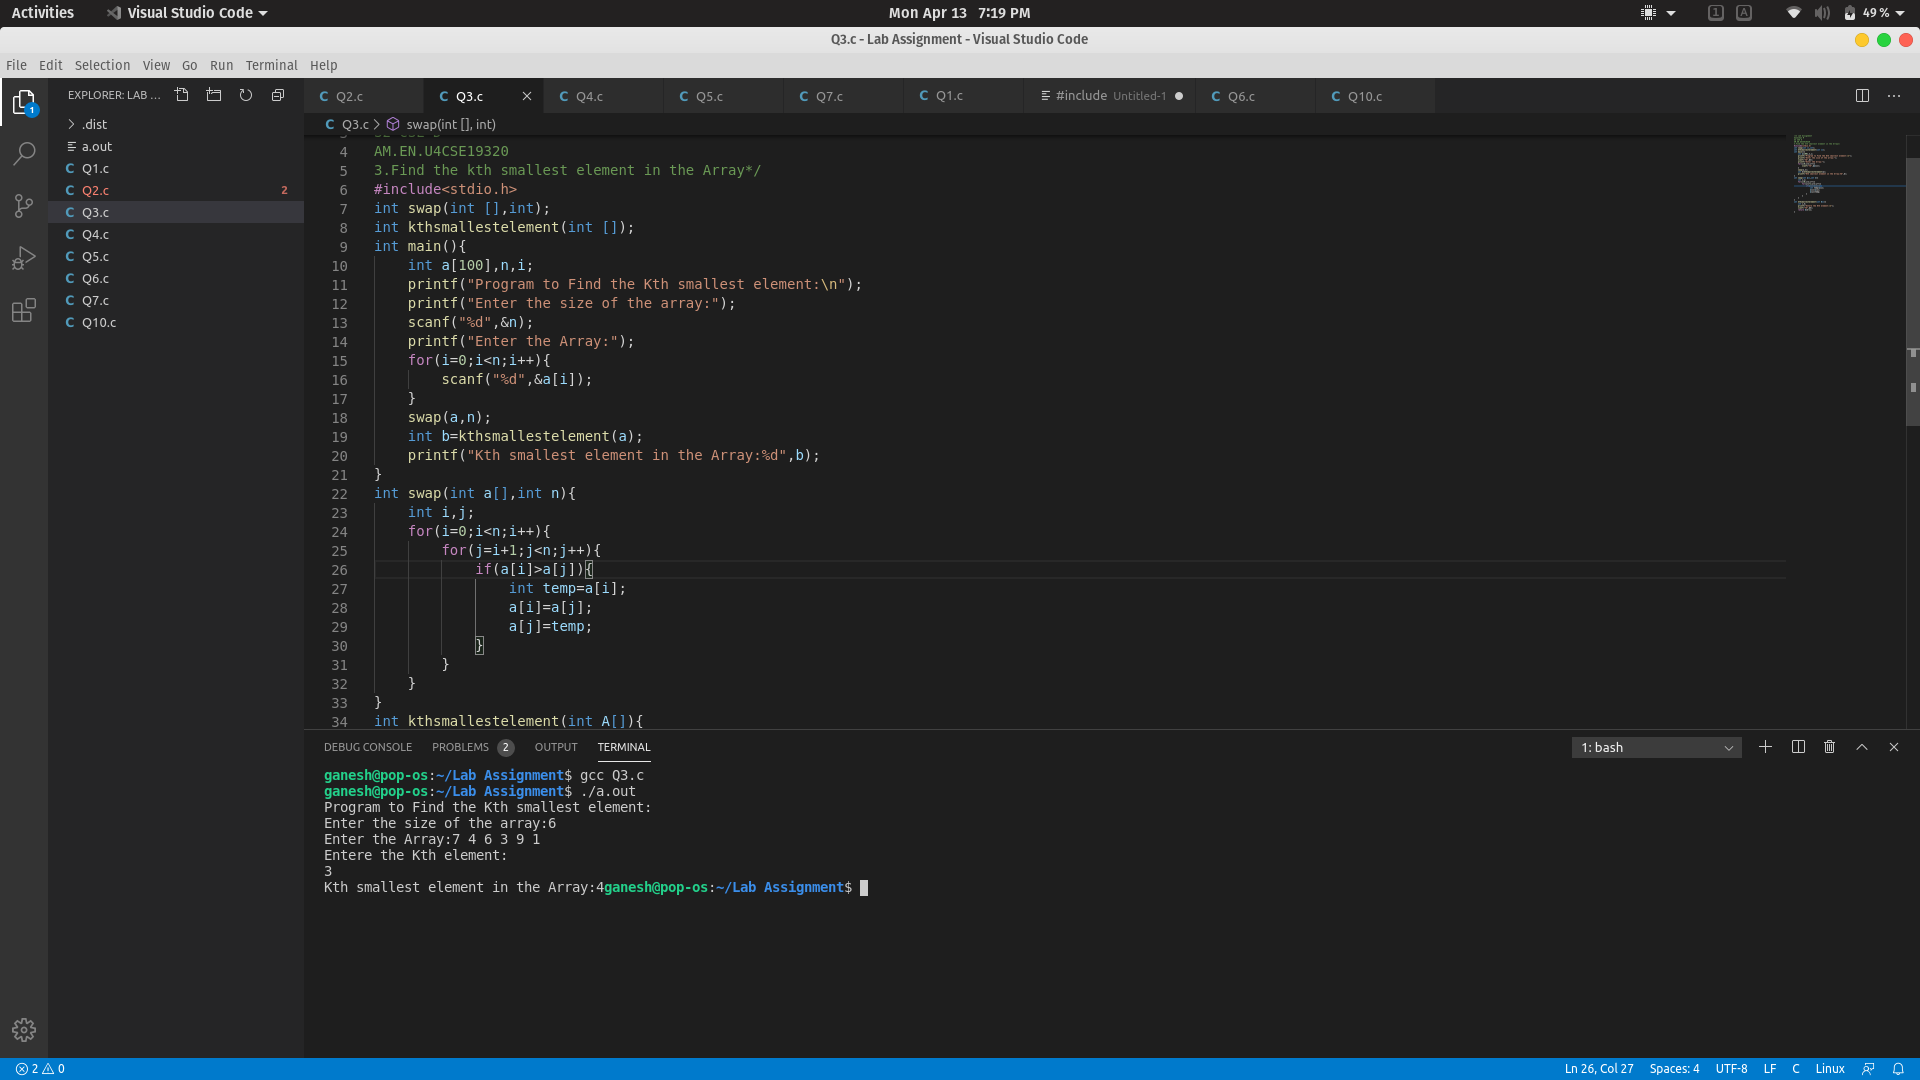 Activities Visual Studio Code Mon Apr 13 7:19 PM 1 A 49 %
Q3.c - Lab Assignment - Visual Studio Code
File Edit Selection View Go Run Terminal Help
EXPLORER: LAB ...
.dist
a.out
Q1.c
Q2.c 2
Q3.c
Q4.c
Q5.c
Q6.c
Q7.c
Q10.c
1
Q2.c Q3.c Q4.c Q5.c Q7.c Q1.c #include Untitled-1 Q6.c Q10.c
Q3.c > swap(int [], int)
4 AM.EN.U4CSE19320
5 3.Find the kth smallest element in the Array*/
6 #include<stdio.h>
7 int swap(int [],int);
8 int kthsmallestelement(int []);
9 int main(){
10 int a[100],n,i;
11 printf("Program to Find the Kth smallest element:\n");
12 printf("Enter the size of the array:");
13 scanf("%d",&n);
14 printf("Enter the Array:");
15 for(i=0;i<n;i++){
16 scanf("%d",&a[i]);
17 }
18 swap(a,n);
19 int b=kthsmallestelement(a);
20 printf("Kth smallest element in the Array:%d",b);
21 }
22 int swap(int a[],int n){
23 int i,j;
24 for(i=0;i<n;i++){
25 for(j=i+1;j<n;j++){
26 if(a[i]>a[j]){
27 int temp=a[i];
28 a[i]=a[j];
29 a[j]=temp;
30 }
31 }
32 }
33 }
34 int kthsmallestelement(int A[]){
DEBUG CONSOLE PROBLEMS 2 OUTPUT TERMINAL 1: bash
ganesh@pop-os:~/Lab Assignment$ gcc Q3.c
ganesh@pop-os:~/Lab Assignment$ ./a.out
Program to Find the Kth smallest element:
Enter the size of the array:6
Enter the Array:7 4 6 3 9 1
Entere the Kth element:
3
Kth smallest element in the Array:4ganesh@pop-os:~/Lab Assignment$
2 0 Ln 26, Col 27 Spaces: 4 UTF-8 LF C Linux